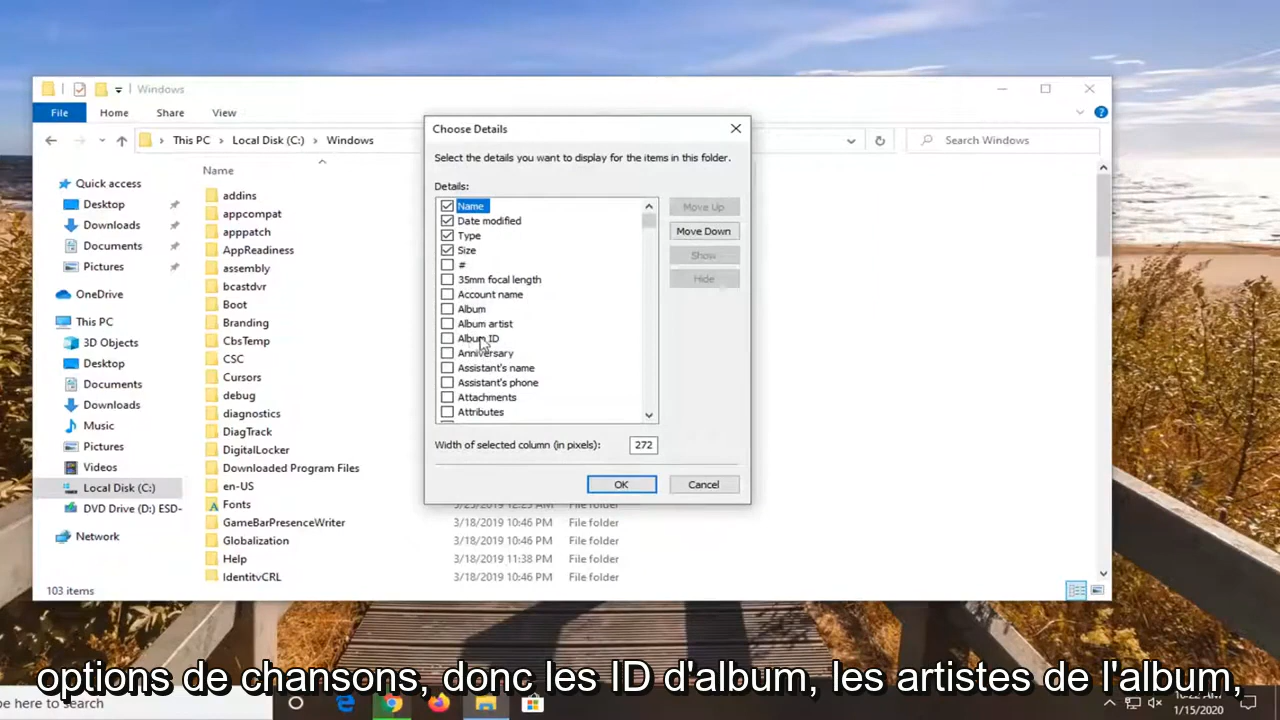 Windows
File Home Share View
This PC Local Disk (C:) Windows
Search Windows
Quick access
Desktop
Downloads
Documents
Pictures
OneDrive
This PC
3D Objects
Desktop
Documents
Downloads
Music
Pictures
Videos
Local Disk (C:)
DVD Drive (D:) ESD-
Network
Name
addins
appcompat
apppatch
AppReadiness
assembly
bcastdvr
Boot
Branding
CbsTemp
CSC
Cursors
debug
diagnostics
DiagTrack
DigitalLocker
Downloaded Program Files
en-US
Fonts
GameBarPresenceWriter 3/18/2019 10:46 PM File folder
Globalization 3/18/2019 10:46 PM File folder
Help 3/18/2019 11:38 PM File folder
IdentityCRL 3/18/2019 10:46 PM File folder
103 items
Choose Details
Select the details you want to display for the items in this folder.
Details:
Name
Date modified
Type
Size
#
35mm focal length
Account name
Album
Album artist
Album ID
Anniversary
Assistant's name
Assistant's phone
Attachments
Attributes
Move Up
Move Down
Show
Hide
Width of selected column (in pixels): 272
OK Cancel
options de chansons, donc les ID d'album, les artistes de l'album,
pe here to search
1/15/2020